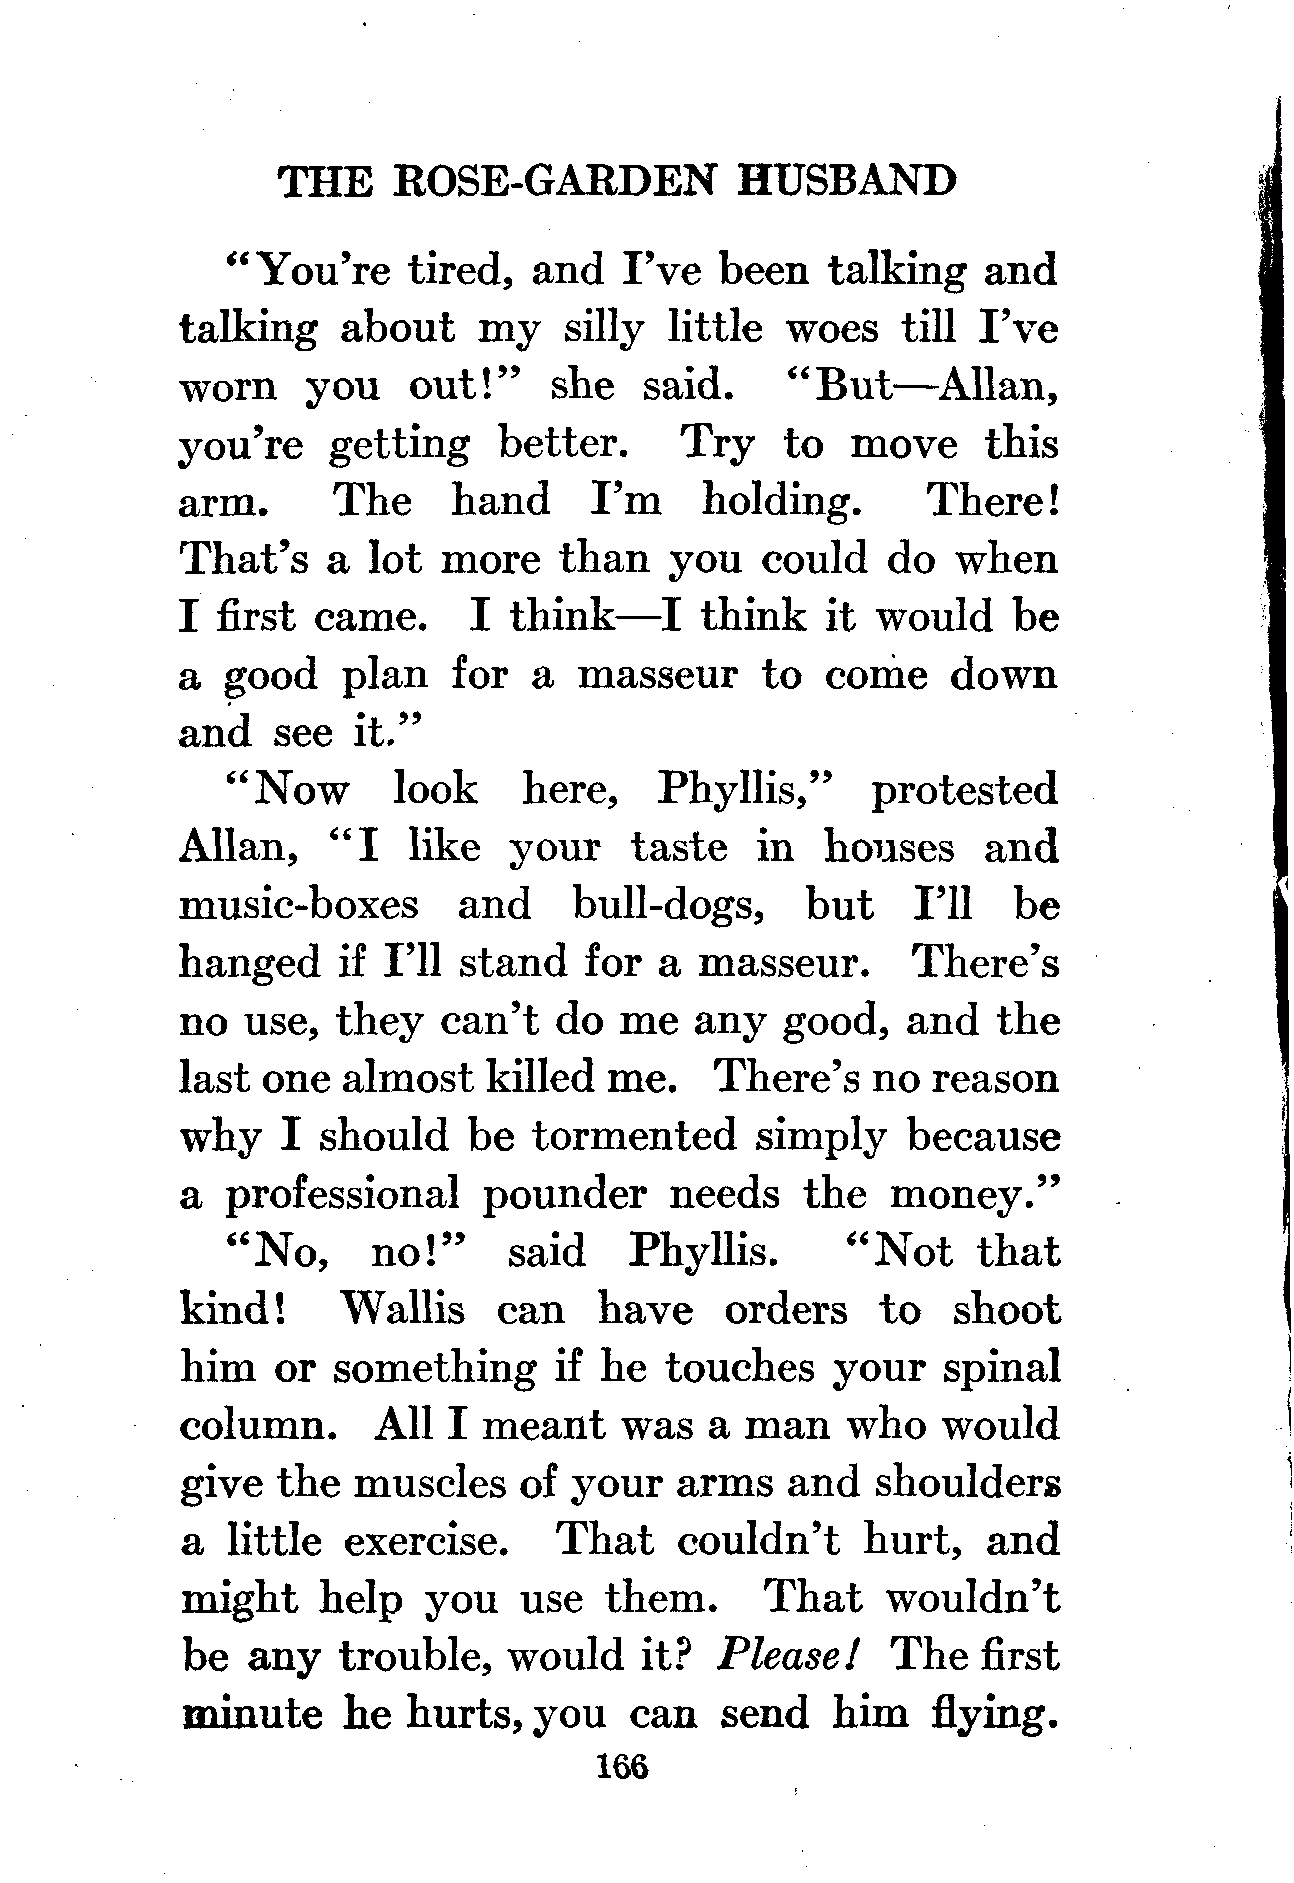 THE ROSE-GARDEN HUSBAND
“You’re tired, and I’ve been talking and
talking about my silly little woes till I’ve
worn you out!” she said. “But—Allan,
you’re getting better. Try to move this
arm. The hand I’m holding. There!
That’s a lot more than you could do when
I first came. I think—I think it would be
a good plan for a masseur to come down
and see it.”
“Now look here, Phyllis,” protested
Allan, “I like your taste in houses and
music-boxes and bull-dogs, but I’ll be
hanged if I’ll stand for a masseur. There’s
no use, they can’t do me any good, and the
last one almost killed me. There’s no reason
why I should be tormented simply because
a professional pounder needs the money.”
“No, no!” said Phyllis. “Not that
kind! Wallis can have orders to shoot
him or something if he touches your spinal
column. All I meant was a man who would
give the muscles of your arms and shoulders
a little exercise. That couldn’t hurt, and
might help you use them. That wouldn’t
be any trouble, would it? Please! The first
minute he hurts, you can send him flying.
166